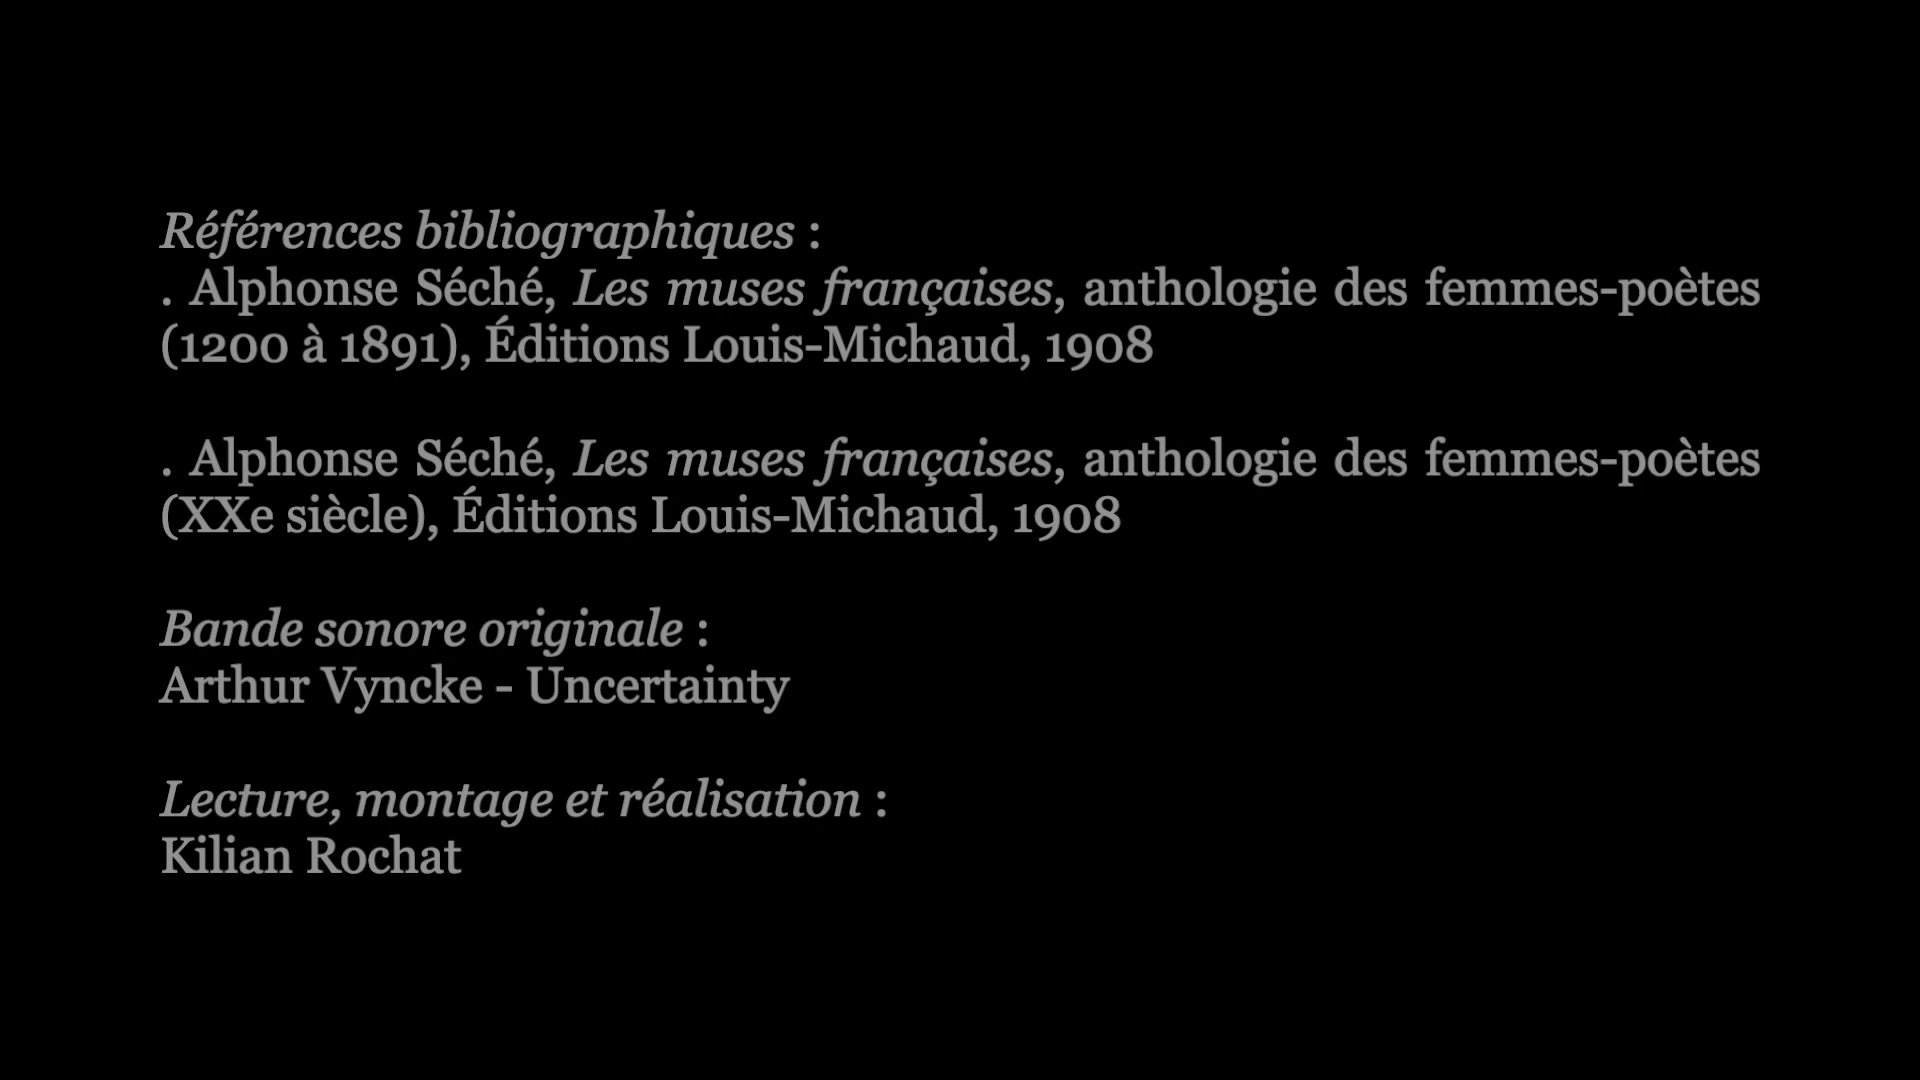 Références bibliographiques :
. Alphonse Séché, Les muses françaises, anthologie des femmes-poètes
(1200 à 1891), Éditions Louis-Michaud, 1908
. Alphonse Séché, Les muses françaises, anthologie des femmes-poètes
(XXe siècle), Éditions Louis-Michaud, 1908
Bande sonore originale :
Arthur Vyncke - Uncertainty
Lecture, montage et réalisation :
Kilian Rochat